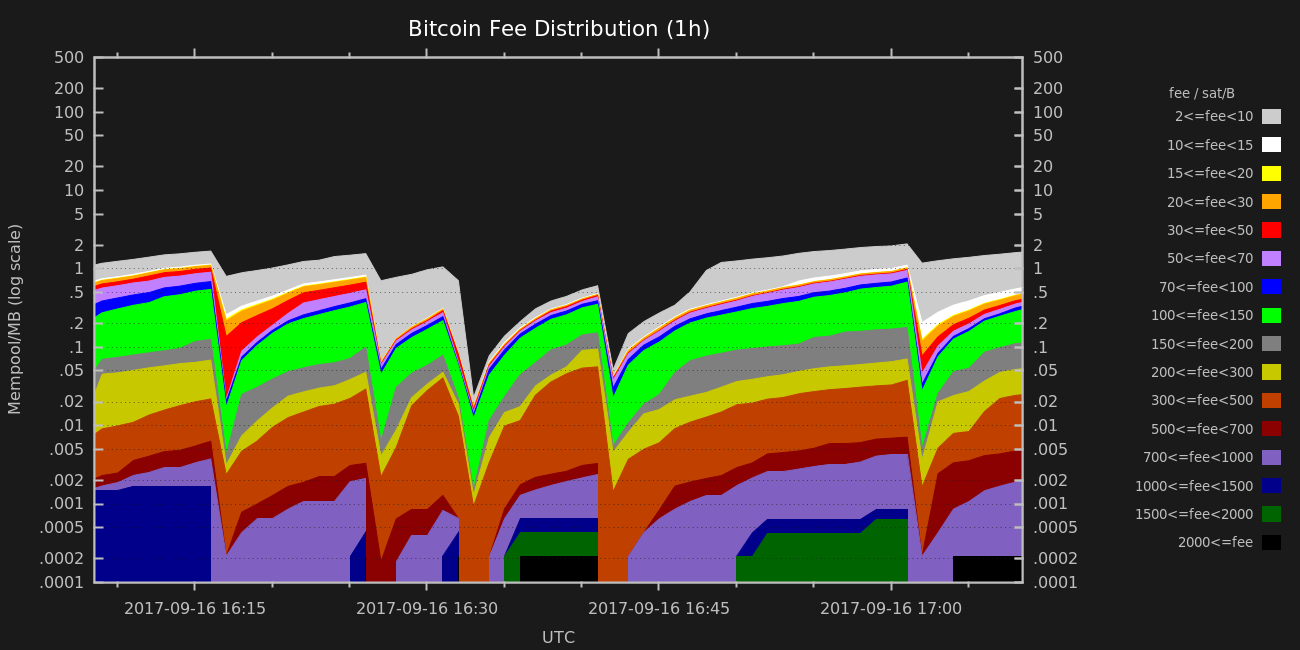 Bitcoin Fee Distribution (1h)
Mempool/MB (log scale)
500
200
100
50
20
10
5
2
1
.5
.2
.1
.05
.02
.01
.005
.002
.001
.0005
.0002
.0001
500
200
100
50
20
10
5
2
1
.5
.2
.1
.05
.02
.01
.005
.002
.001
.0005
.0002
.0001
2017-09-16 16:15
2017-09-16 16:30
2017-09-16 16:45
2017-09-16 17:00
UTC
fee / sat/B
2<=fee<10
10<=fee<15
15<=fee<20
20<=fee<30
30<=fee<50
50<=fee<70
70<=fee<100
100<=fee<150
150<=fee<200
200<=fee<300
300<=fee<500
500<=fee<700
700<=fee<1000
1000<=fee<1500
1500<=fee<2000
2000<=fee